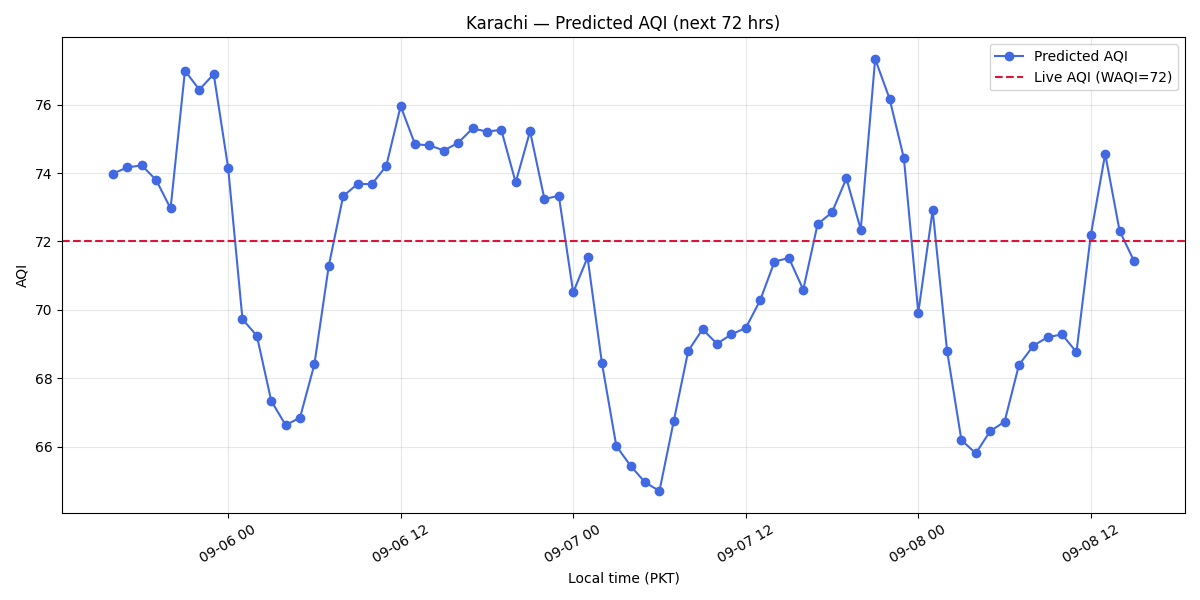 Karachi — Predicted AQI (next 72 hrs)
Predicted AQI
Live AQI (WAQI=72)
AQI
76
74
72
70
68
66
09-06 00
09-06 12
09-07 00
09-07 12
09-08 00
09-08 12
Local time (PKT)